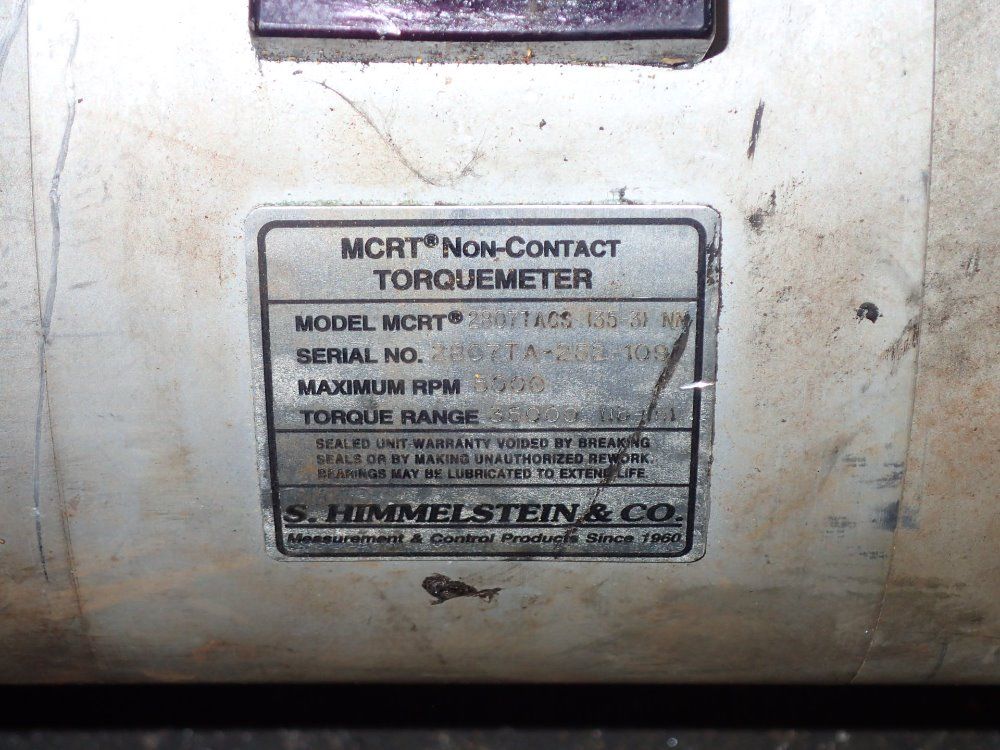 MCRT® NON-CONTACT
TORQUEMETER
MODEL MCRT®
SERIAL NO.
MAXIMUM RPM
TORQUE RANGE 35000
SEALED UNIT-WARRANTY VOIDED BY BREAKING
SEALS OR BY MAKING UNAUTHORIZED REWORK.
BEARINGS MAY BE LUBRICATED TO EXTEND LIFE
S. HIMMELSTEIN & CO.
Measurement & Control Products Since 1960